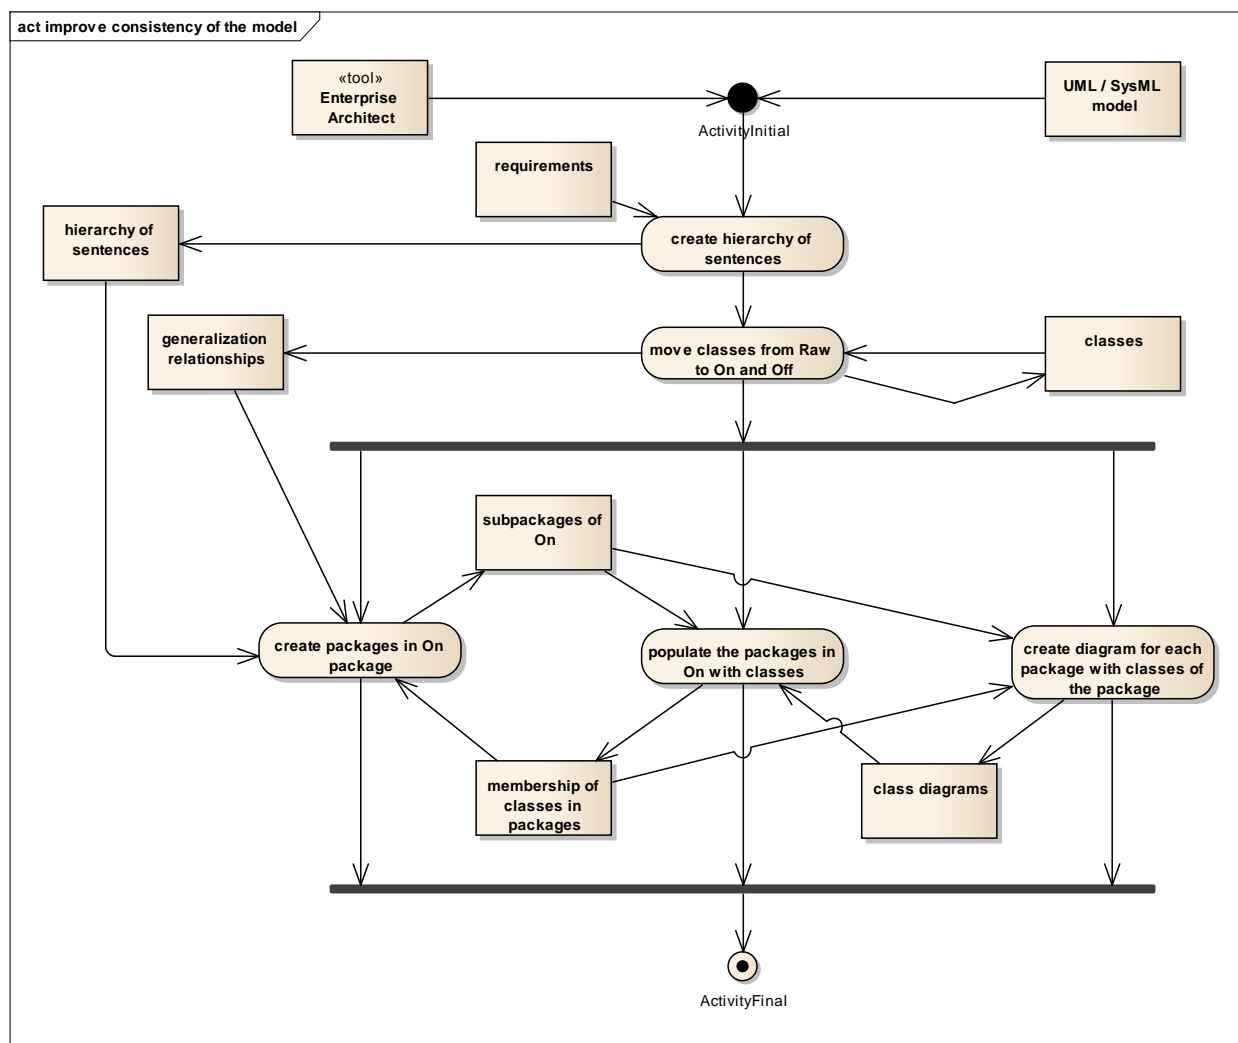 act improve consistency of the model
«tool»
Enterprise
Architect
UML / SysML
model
ActivityInitial
requirements
hierarchy of
sentences
create hierarchy of
sentences
generalization
relationships
move classes from Raw
to On and Off
classes
subpackages of
On
create packages in On
package
populate the packages in
On with classes
create diagram for each
package with classes of
the package
membership of
classes in
packages
class diagrams
ActivityFinal